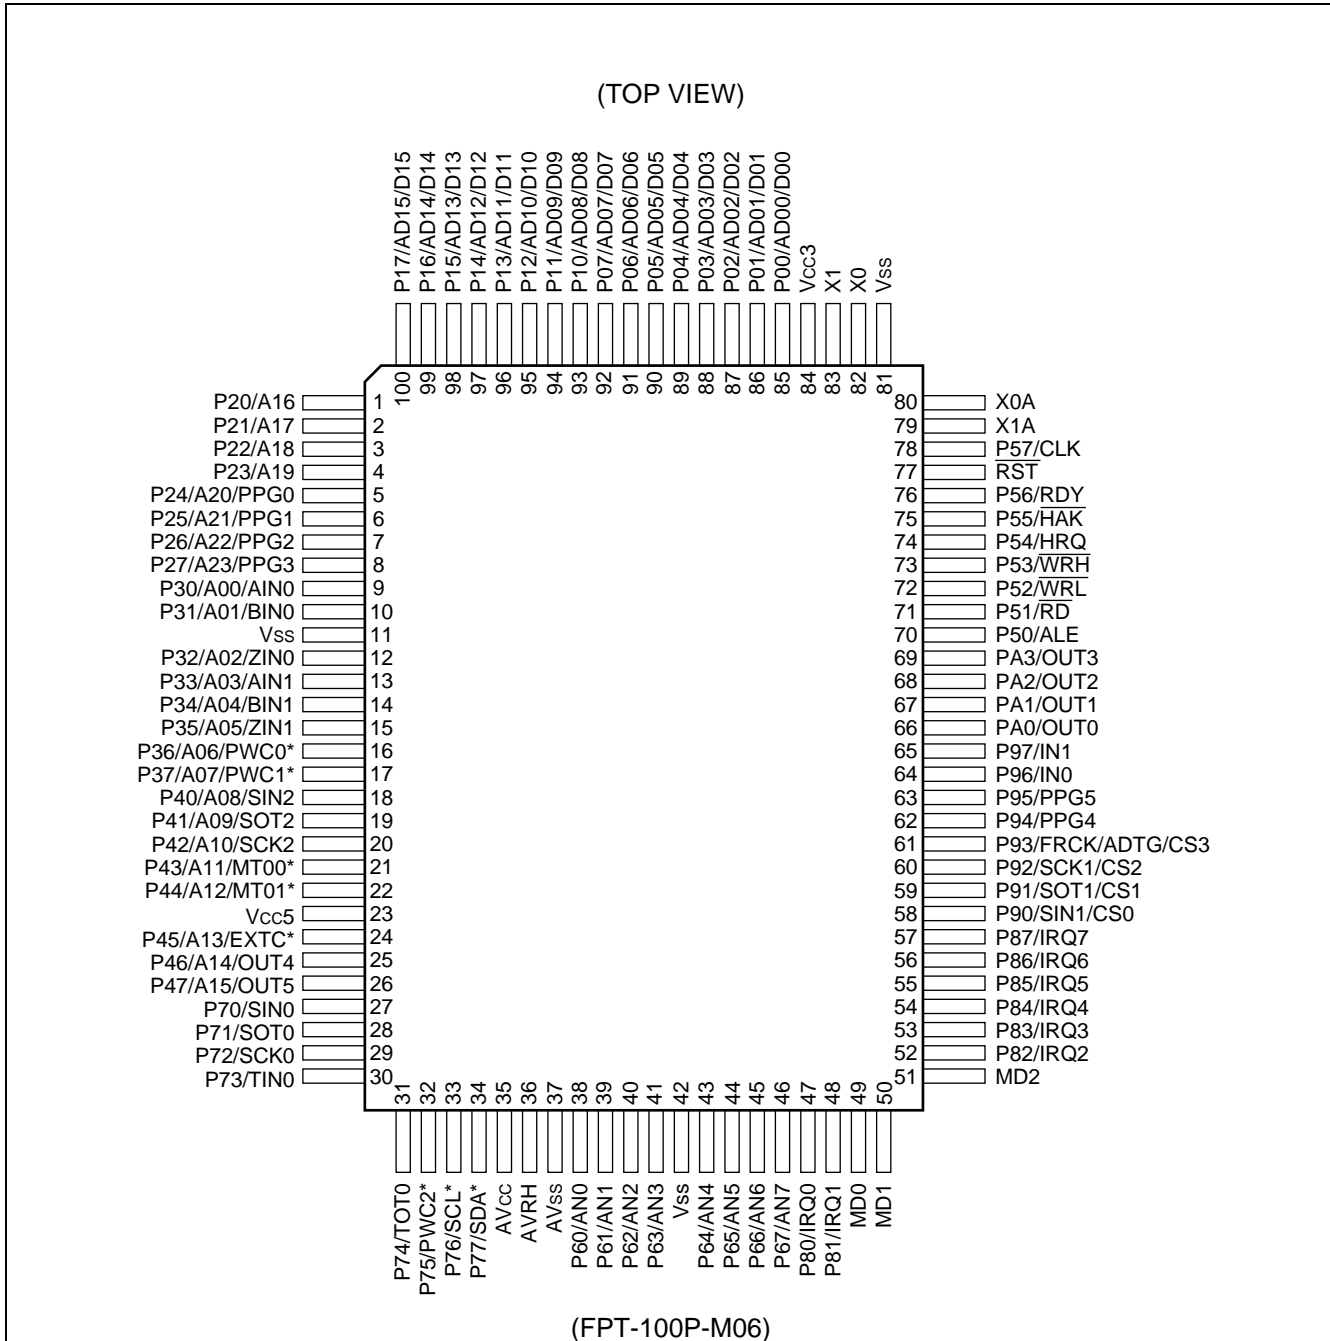 (TOP VIEW)
P17/AD15/D15
P16/AD14/D14
P15/AD13/D13
P14/AD12/D12
P13/AD11/D11
P12/AD10/D10
P11/AD09/D09
P10/AD08/D08
P07/AD07/D07
P06/AD06/D06
P05/AD05/D05
P04/AD04/D04
P03/AD03/D03
P02/AD02/D02
P01/AD01/D01
P00/AD00/D00
Vcc3
X1
X0
Vss
100
99
98
97
96
95
94
93
92
91
90
89
88
87
86
85
84
83
82
81
P20/A16 1
P21/A17 2
P22/A18 3
P23/A19 4
P24/A20/PPG0 5
P25/A21/PPG1 6
P26/A22/PPG2 7
P27/A23/PPG3 8
P30/A00/AIN0 9
P31/A01/BIN0 10
Vss 11
P32/A02/ZIN0 12
P33/A03/AIN1 13
P34/A04/BIN1 14
P35/A05/ZIN1 15
P36/A06/PWC0* 16
P37/A07/PWC1* 17
P40/A08/SIN2 18
P41/A09/SOT2 19
P42/A10/SCK2 20
P43/A11/MT00* 21
P44/A12/MT01* 22
Vcc5 23
P45/A13/EXTC* 24
P46/A14/OUT4 25
P47/A15/OUT5 26
P70/SIN0 27
P71/SOT0 28
P72/SCK0 29
P73/TIN0 30
80 X0A
79 X1A
78 P57/CLK
77 RST
76 P56/RDY
75 P55/HAK
74 P54/HRQ
73 P53/WRH
72 P52/WRL
71 P51/RD
70 P50/ALE
69 PA3/OUT3
68 PA2/OUT2
67 PA1/OUT1
66 PA0/OUT0
65 P97/IN1
64 P96/IN0
63 P95/PPG5
62 P94/PPG4
61 P93/FRCK/ADTG/CS3
60 P92/SCK1/CS2
59 P91/SOT1/CS1
58 P90/SIN1/CS0
57 P87/IRQ7
56 P86/IRQ6
55 P85/IRQ5
54 P84/IRQ4
53 P83/IRQ3
52 P82/IRQ2
51 MD2
31
32
33
34
35
36
37
38
39
40
41
42
43
44
45
46
47
48
49
50
P74/TOT0
P75/PWC2*
P76/SCL*
P77/SDA*
AVcc
AVRH
AVss
P60/AN0
P61/AN1
P62/AN2
P63/AN3
Vss
P64/AN4
P65/AN5
P66/AN6
P67/AN7
P80/IRQ0
P81/IRQ1
MD0
MD1
(FPT-100P-M06)